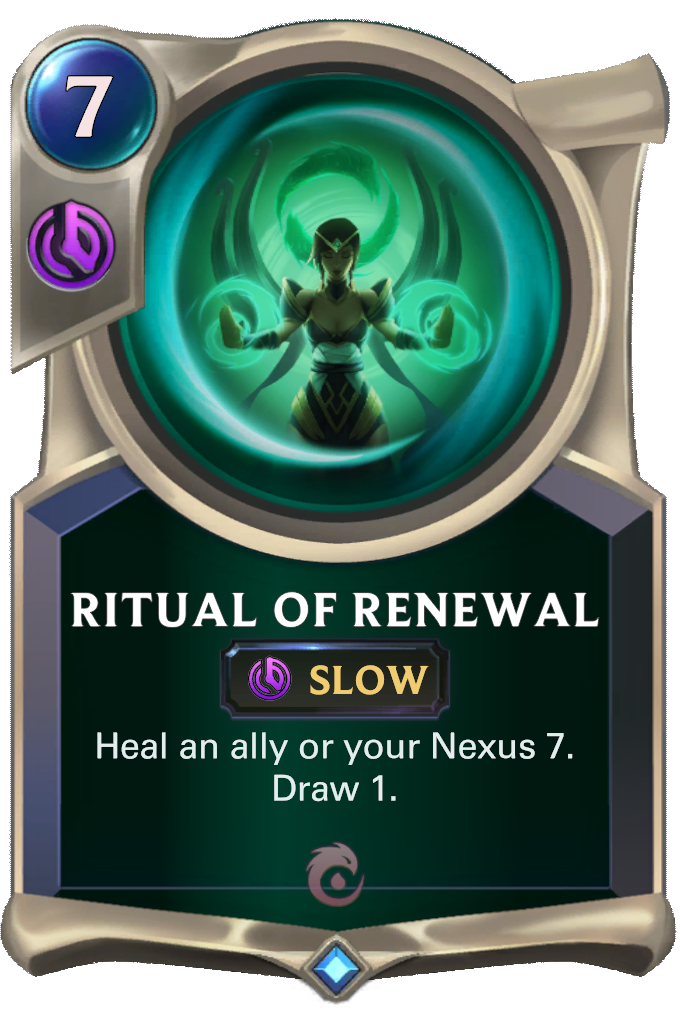 7
RITUAL OF RENEWAL
SLOW
Heal an ally or your Nexus 7.
Draw 1.